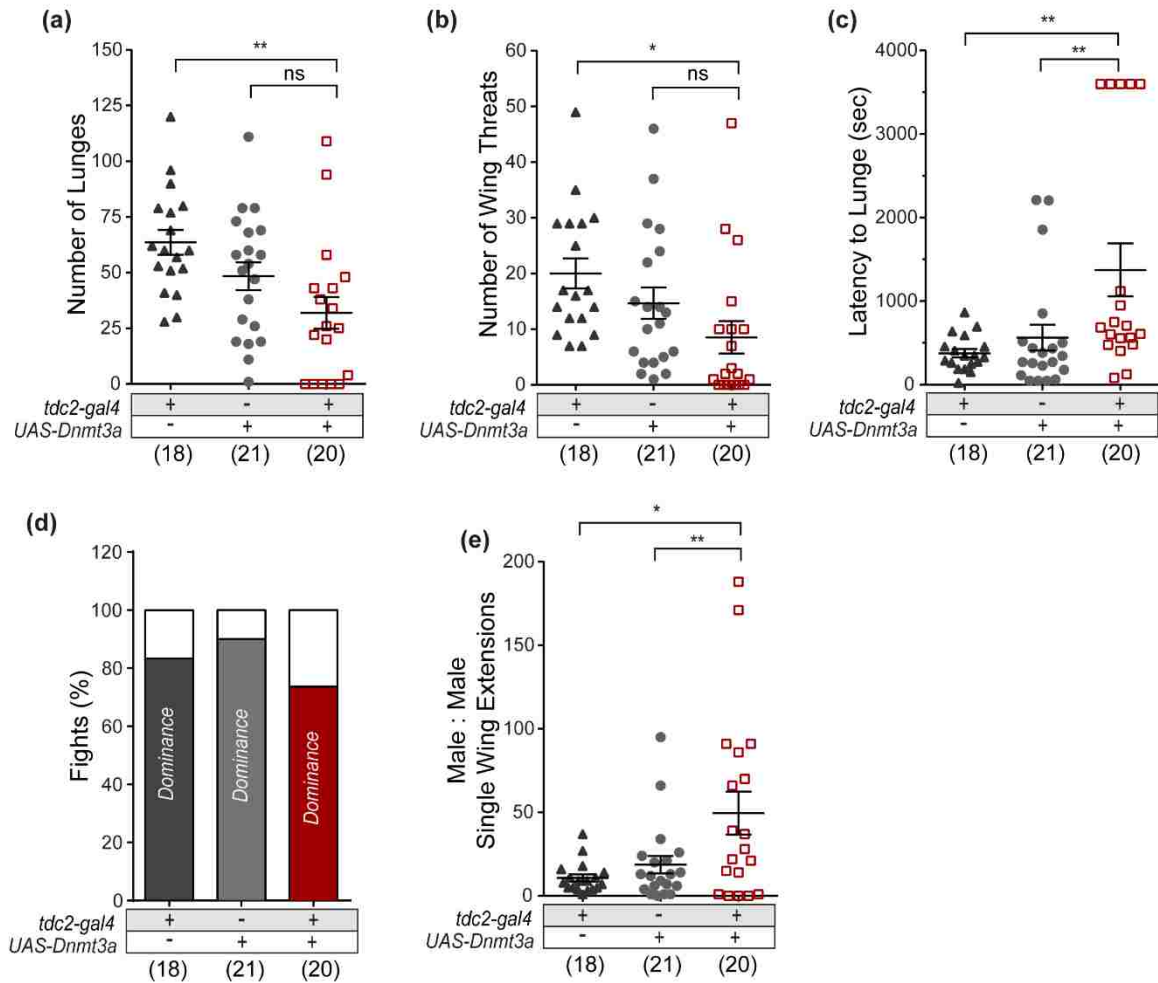 (a)
**
ns
150
125
100
75
50
25
0
Number of Lunges
tdc2-gal4 + - +
UAS-Dnmt3a - + +
(18) (21) (20)
(b)
*
ns
60
50
40
30
20
10
0
Number of Wing Threats
+ - +
- + +
(18) (21) (20)
(c)
**
**
4000
3000
2000
1000
500
0
Latency to Lunge (sec)
tdc2-gal4 + - +
UAS-Dnmt3a - + +
(18) (21) (20)
(d)
120
100
80
60
40
20
0
Fights (%)
Dominance
Dominance
Dominance
tdc2-gal4 + - +
UAS-Dnmt3a - + +
(18) (21) (20)
(e)
*
**
200
150
100
50
0
Male : Male
Single Wing Extensions
tdc2-gal4 + - +
UAS-Dnmt3a - + +
(18) (21) (20)